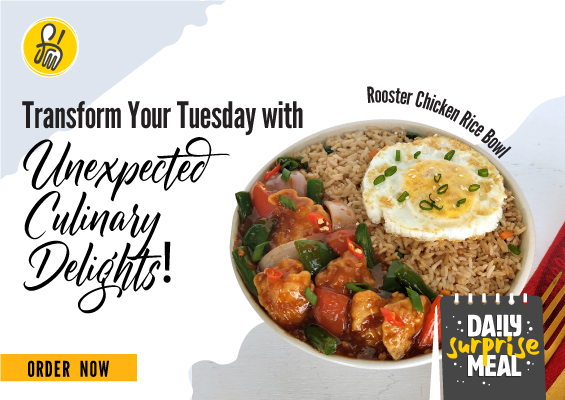 Transform Your Tuesday with
Unexpected
Culinary
Delights!
Rooster Chicken Rice Bowl
DAILY
surprise
MEAL
ORDER NOW